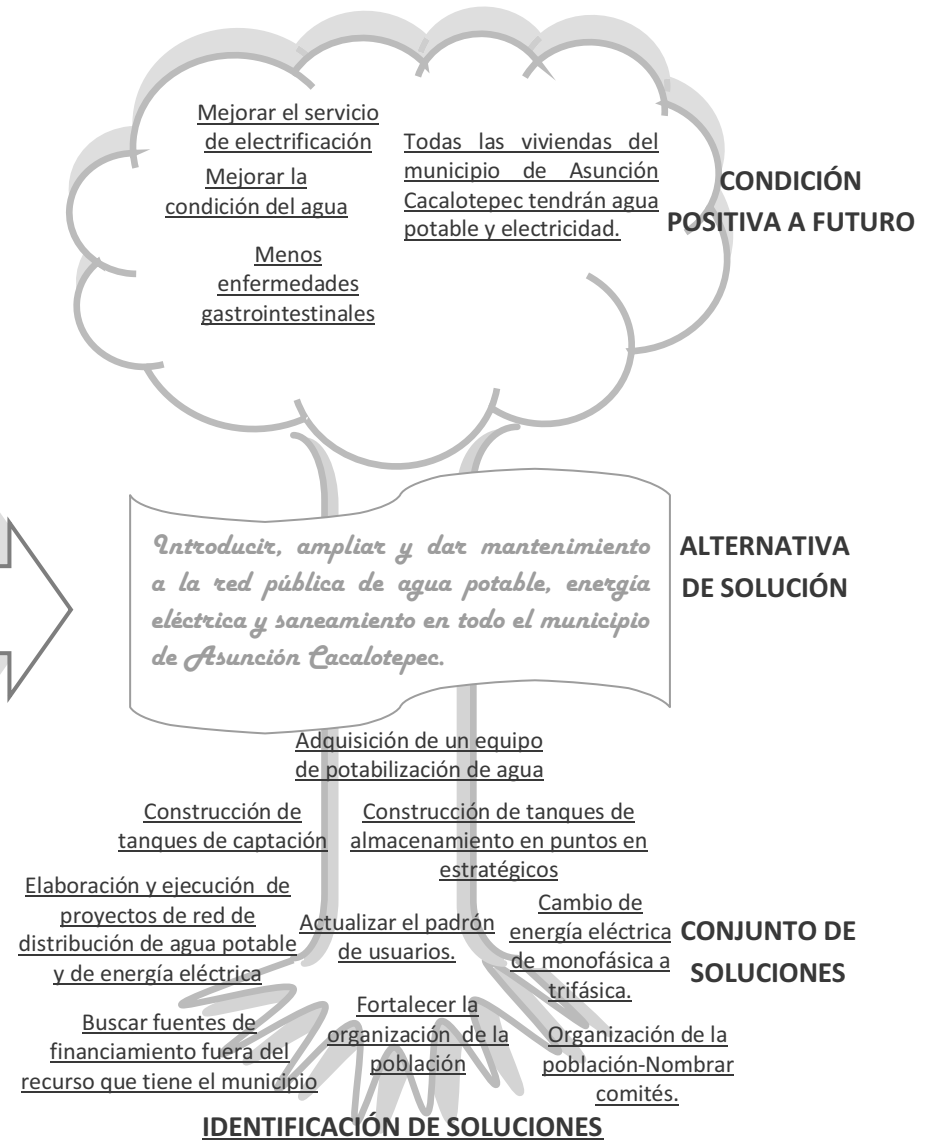 Mejorar el servicio
de electrificación
Mejorar la
condición del agua
Menos
enfermedades
gastrointestinales
Todas las viviendas del
municipio de Asunción
Cacalotepec tendrán agua
potable y electricidad.
CONDICIÓN
POSITIVA A FUTURO
Introducir, ampliar y dar mantenimiento
a la red pública de agua potable, energía
eléctrica y saneamiento en todo el municipio
de Asunción Cacalotepec.
ALTERNATIVA
DE SOLUCIÓN
Adquisición de un equipo
de potabilización de agua
Construcción de
tanques de captación
Construcción de tanques de
almacenamiento en puntos en
estratégicos
Elaboración y ejecución de
proyectos de red de
distribución de agua potable
y de energía eléctrica
Actualizar el padrón
de usuarios.
Cambio de
energía eléctrica
de monofásica a
trifásica.
CONJUNTO DE
SOLUCIONES
Buscar fuentes de
financiamiento fuera del
recurso que tiene el municipio
Fortalecer la
organización de la
población
Organización de la
población-Nombrar
comités.
IDENTIFICACIÓN DE SOLUCIONES